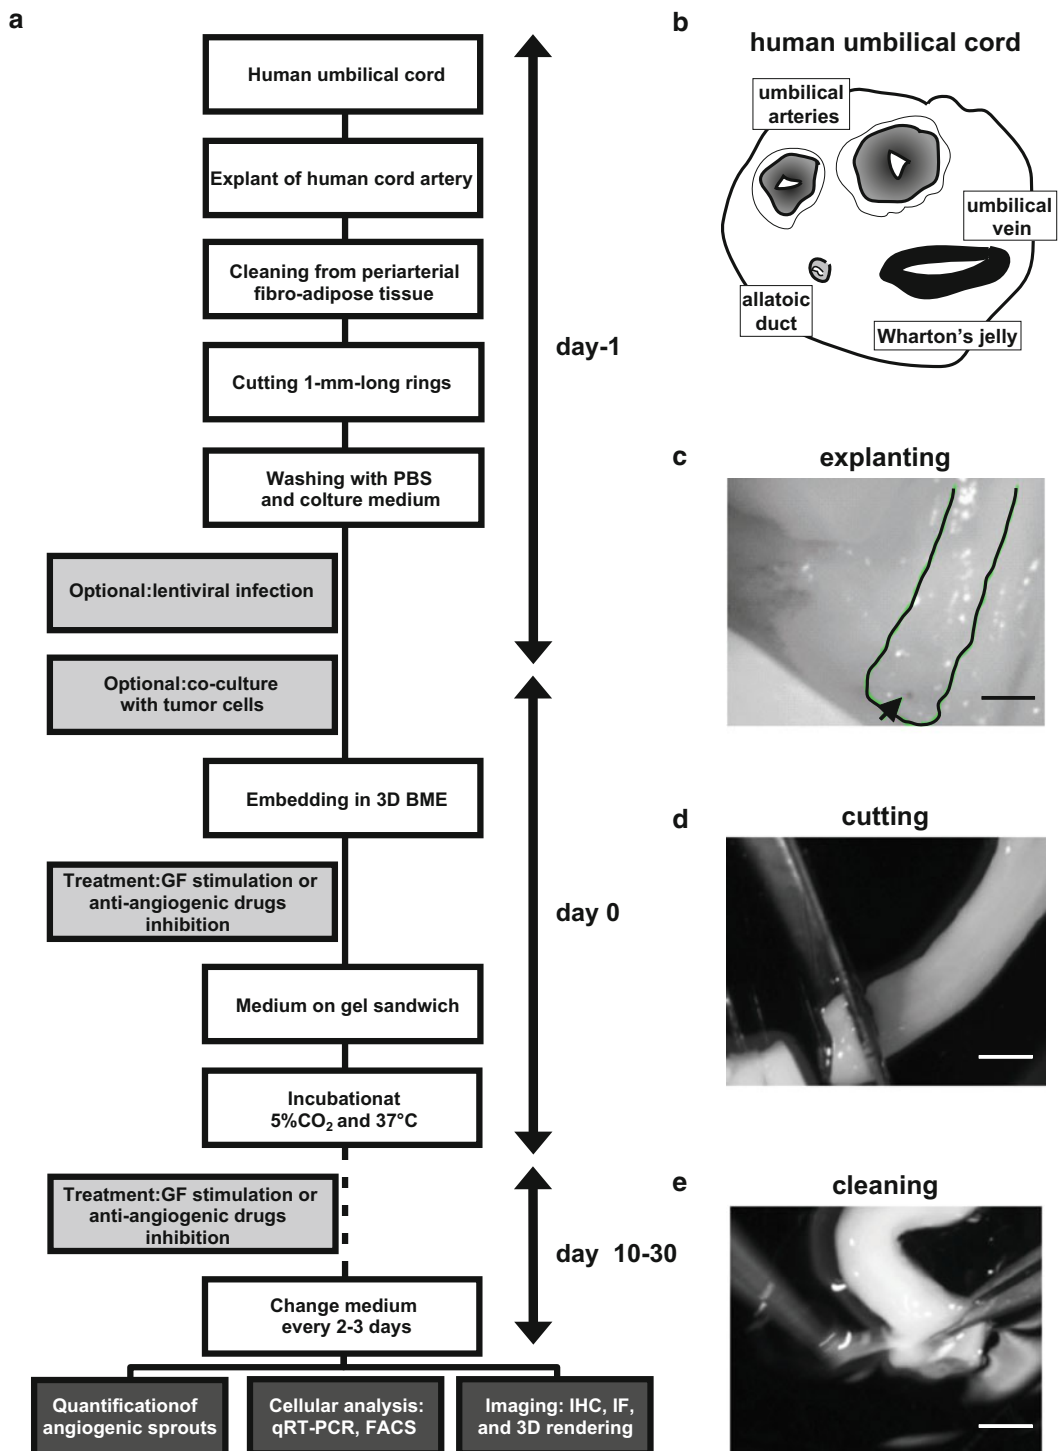 a
Human umbilical cord
Explant of human cord artery
Cleaning from periarterial
fibro-adipose tissue
Cutting 1-mm-long rings
Washing with PBS
and colture medium
Optional:lentiviral infection
day-1
Optional:co-culture
with tumor cells
Embedding in 3D BME
Treatment:GF stimulation or
anti-angiogenic drugs
inhibition
Medium on gel sandwich
Incubationat
5%CO₂ and 37°C
day 0
Treatment:GF stimulation or
anti-angiogenic drugs
inhibition
Change medium
every 2-3 days
day 10-30
Quantificationof
angiogenic sprouts
Cellular analysis:
qRT-PCR, FACS
Imaging: IHC, IF,
and 3D rendering
b
human umbilical cord
umbilical
arteries
umbilical
vein
allatoic
duct
Wharton's jelly
c
explanting
d
cutting
e
cleaning